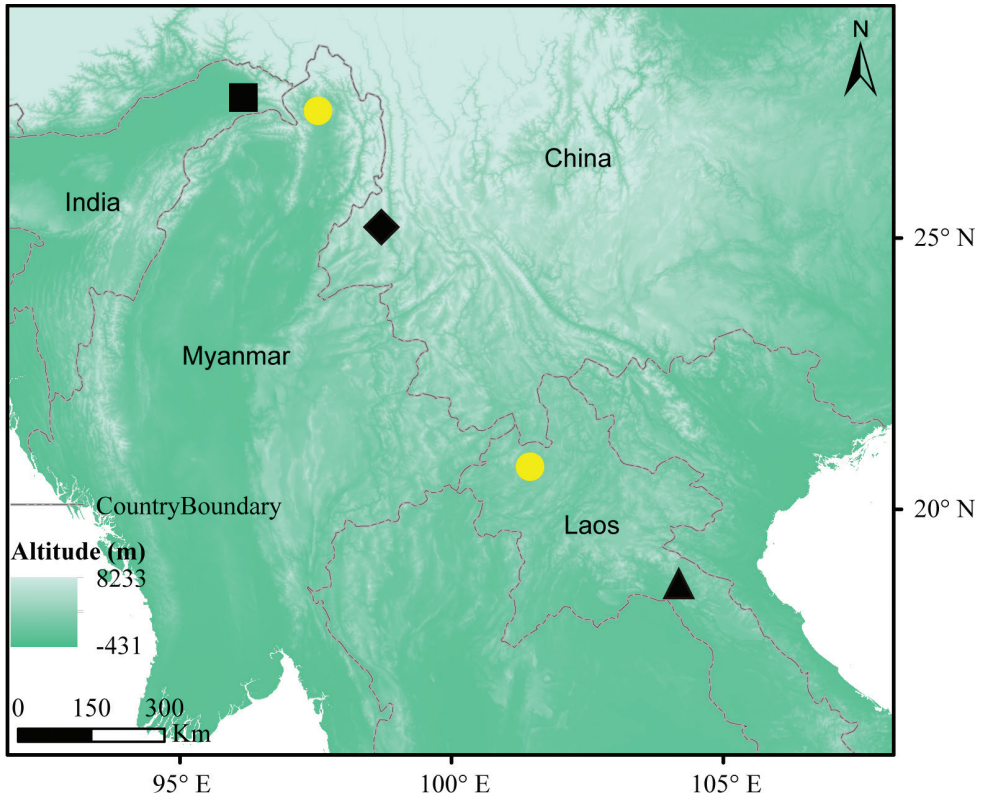 N
China
India
25° N
Myanmar
CountryBoundary
20° N
Laos
Altitude (m)
8233
-431
0 150 300
Km
95° E 100° E 105° E